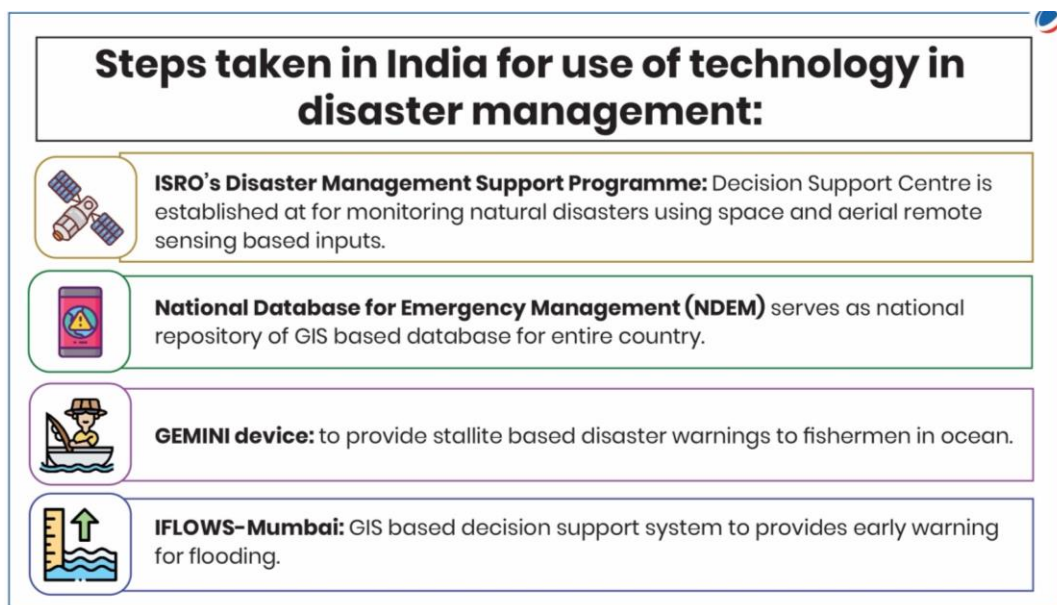 Steps taken in India for use of technology in
disaster management:
ISRO's Disaster Management Support Programme: Decision Support Centre is
established at for monitoring natural disasters using space and aerial remote
sensing based inputs.
National Database for Emergency Management (NDEM) serves as national
repository of GIS based database for entire country.
GEMINI device: to provide stallite based disaster warnings to fishermen in ocean.
IFLOWS-Mumbai: GIS based decision support system to provides early warning
for flooding.